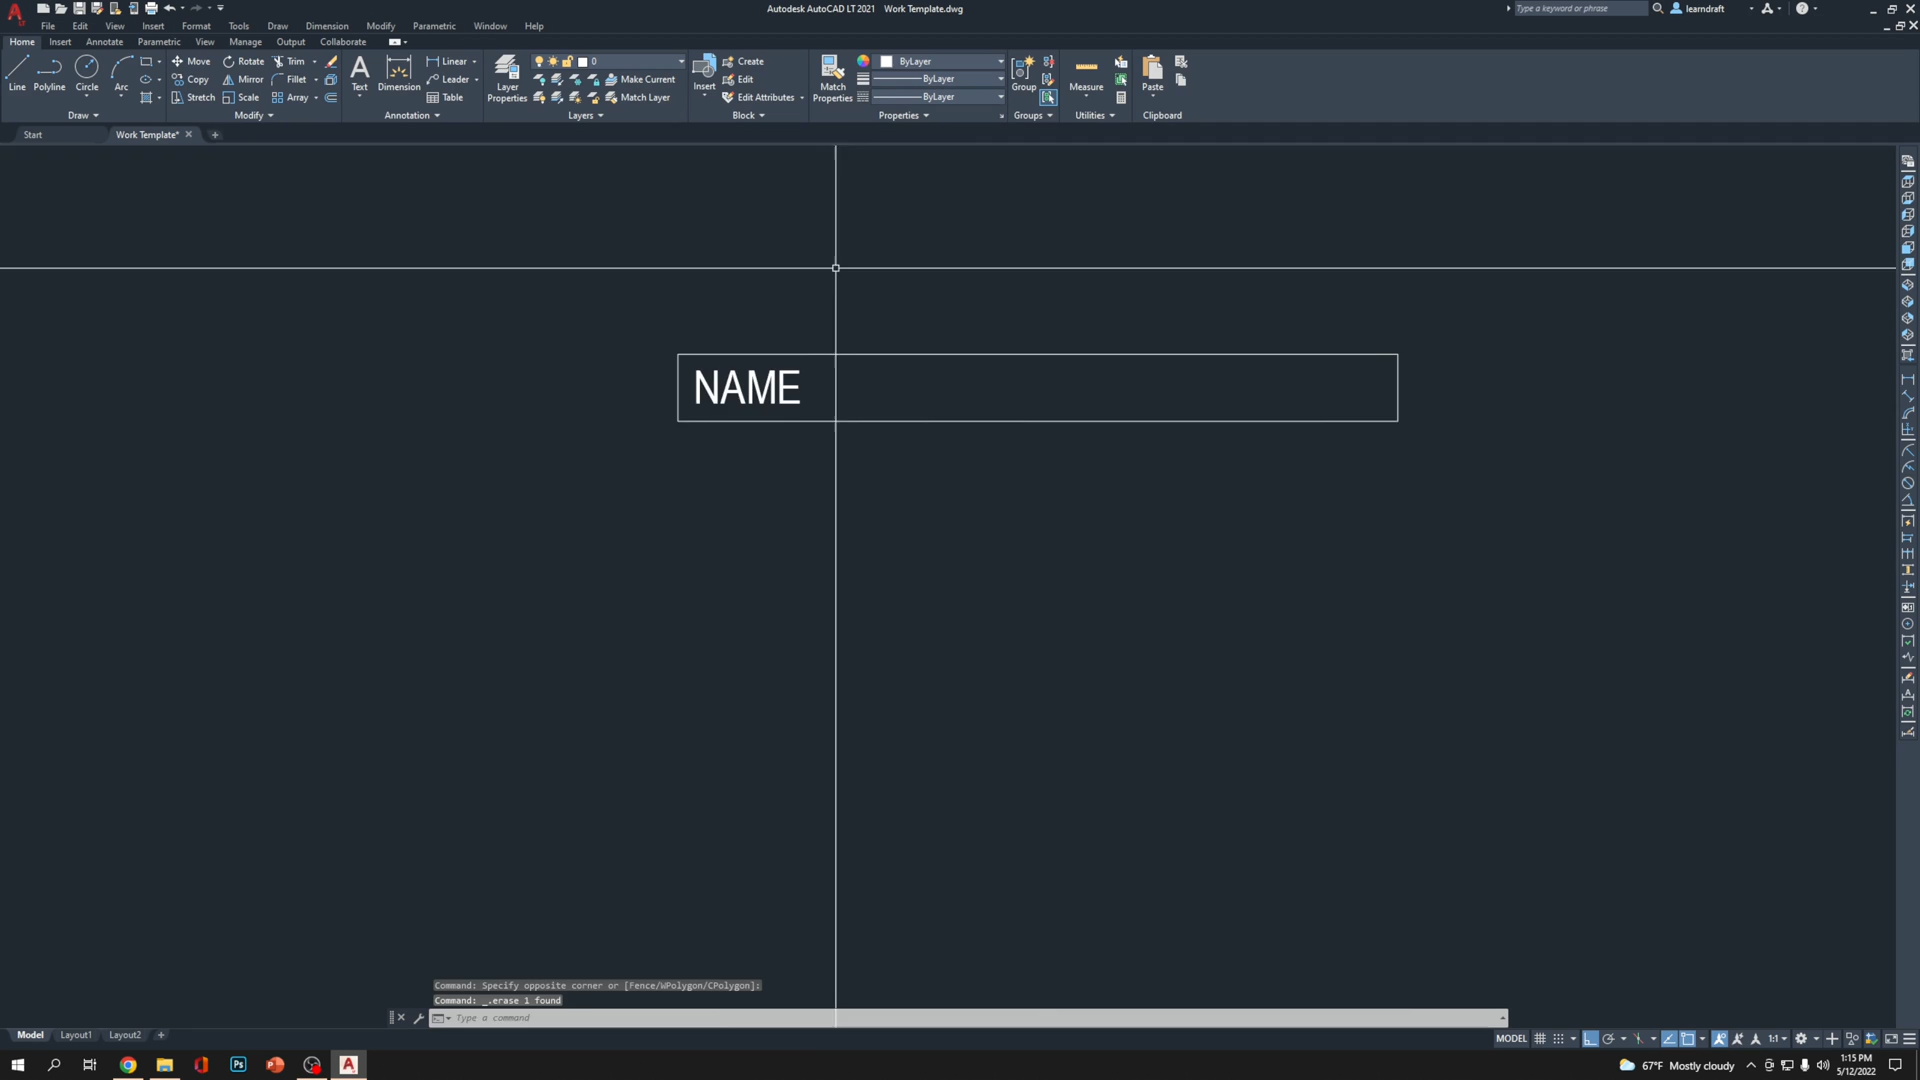 Autodesk AutoCAD LT 2021 Work Template.dwg
Type a keyword or phrase
learndraft
File Edit View Insert Format Tools Draw Dimension Modify Parametric Window Help
Home Insert Annotate Parametric View Manage Output Collaborate
Line Polyline Circle Arc
Move Rotate Trim
Copy Mirror Fillet
Stretch Scale Array
Text Dimension
Linear
Leader
Table
Layer Properties
0
Make Current
Match Layer
Insert
Create
Edit
Edit Attributes
Match Properties
ByLayer
ByLayer
ByLayer
Group
Measure
Paste
Draw Modify Annotation Layers Block Properties Groups Utilities Clipboard
Start Work Template*
NAME
Command: Specify opposite corner or [Fence/WPolygon/CPolygon]:
Command: _.erase 1 found
Type a command
Model Layout1 Layout2
MODEL 1:1
67°F Mostly cloudy
1:15 PM
5/12/2022